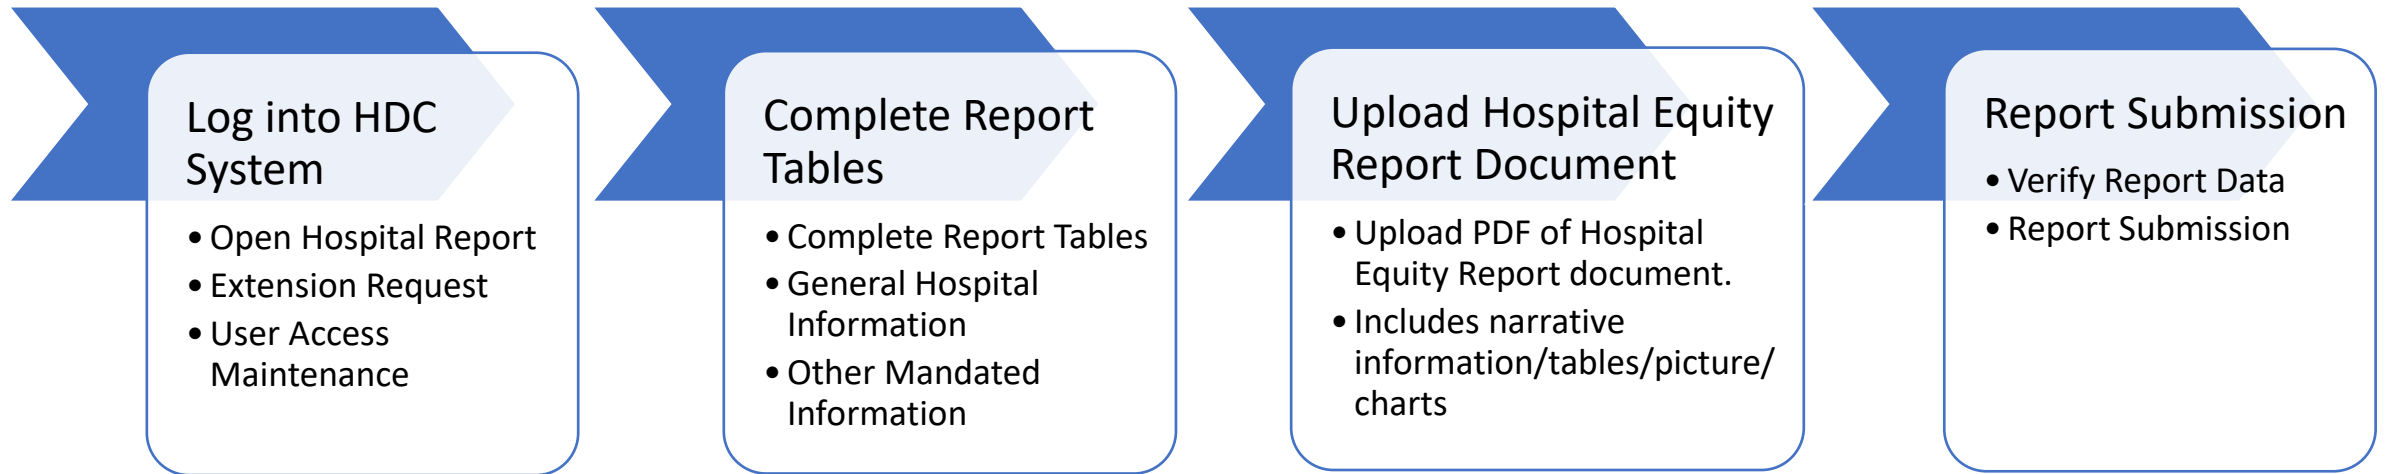 Log into HDC
System
• Open Hospital Report
• Extension Request
• User Access
Maintenance
Complete Report
Tables
• Complete Report Tables
• General Hospital
Information
• Other Mandated
Information
Upload Hospital Equity
Report Document
• Upload PDF of Hospital
Equity Report document.
• Includes narrative
information/tables/picture/
charts
Report Submission
• Verify Report Data
• Report Submission